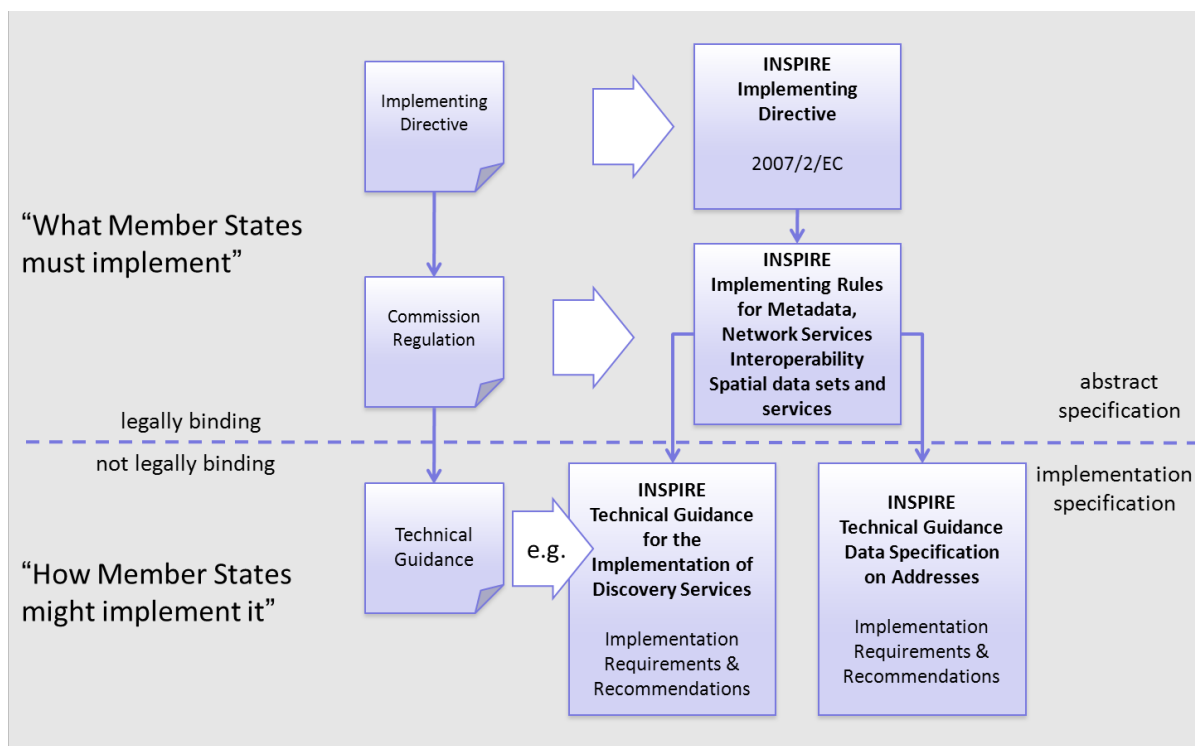 Implementing
Directive
INSPIRE
Implementing
Directive
2007/2/EC
“What Member States
must implement”
Commission
Regulation
INSPIRE
Implementing Rules
for Metadata,
Network Services
Interoperability
Spatial data sets and
services
abstract
specification
legally binding
not legally binding
implementation
specification
Technical
Guidance
e.g.
INSPIRE
Technical Guidance
for the
Implementation of
Discovery Services
Implementation
Requirements &
Recommendations
INSPIRE
Technical Guidance
Data Specification
on Addresses
Implementation
Requirements &
Recommendations
“How Member States
might implement it”